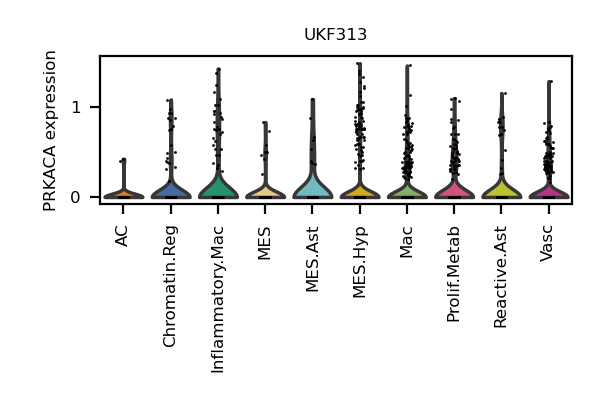 UKF313
PRKACA expression
1
0
AC
Chromatin.Reg
Inflammatory.Mac
MES
MES.Ast
MES.Hyp
Mac
Prolif.Metab
Reactive.Ast
Vasc